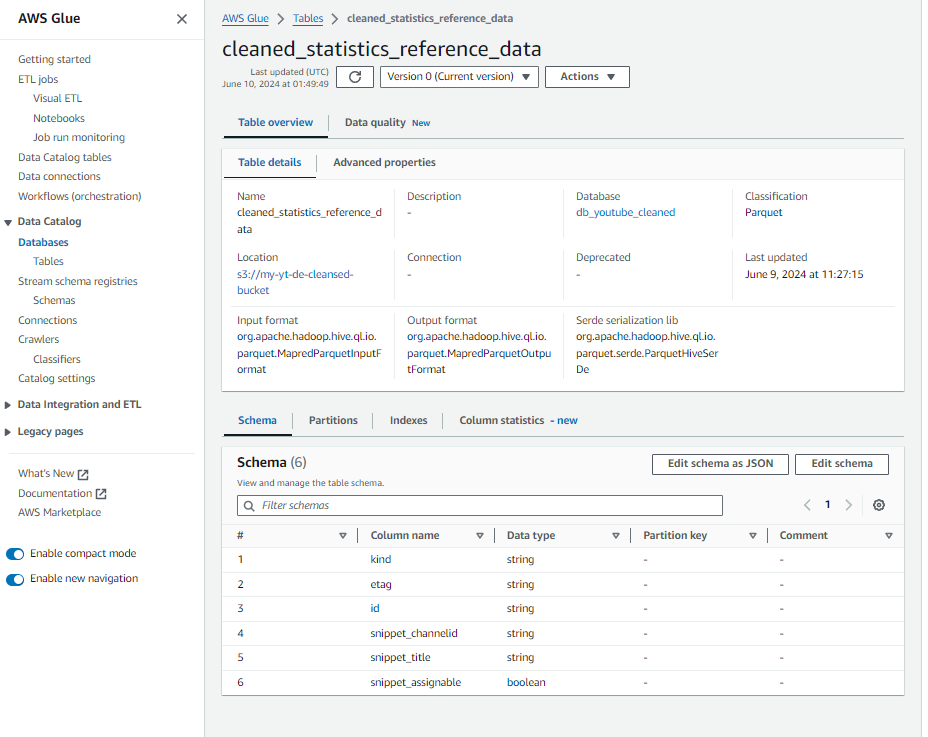 AWS Glue
Getting started
ETL jobs
Visual ETL
Notebooks
Job run monitoring
Data Catalog tables
Data connections
Workflows (orchestration)
Data Catalog
Databases
Tables
Stream schema registries
Schemas
Connections
Crawlers
Classifiers
Catalog settings
Data Integration and ETL
Legacy pages
What's New
Documentation
AWS Marketplace
Enable compact mode
Enable new navigation
AWS Glue > Tables > cleaned_statistics_reference_data
cleaned_statistics_reference_data
Last updated (UTC)
June 10, 2024 at 01:49:49
Version 0 (Current version)
Actions
Table overview
Data quality New
Table details
Advanced properties
Name
cleaned_statistics_reference_d
ata
Description
-
Database
db_youtube_cleaned
Classification
Parquet
Location
s3://my-yt-de-cleansed-
bucket
Connection
-
Deprecated
-
Last updated
June 9, 2024 at 11:27:15
Input format
org.apache.hadoop.hive.ql.io.
parquet.MapredParquetInputF
ormat
Output format
org.apache.hadoop.hive.ql.io.
parquet.MapredParquetOutpu
tFormat
Serde serialization lib
org.apache.hadoop.hive.ql.io.
parquet.serde.ParquetHiveSer
De
Schema
Partitions
Indexes
Column statistics - new
Schema (6)
View and manage the table schema.
Edit schema as JSON
Edit schema
Filter schemas
1
# Column name Data type Partition key Comment
1 kind string - -
2 etag string - -
3 id string - -
4 snippet_channelid string - -
5 snippet_title string - -
6 snippet_assignable boolean - -